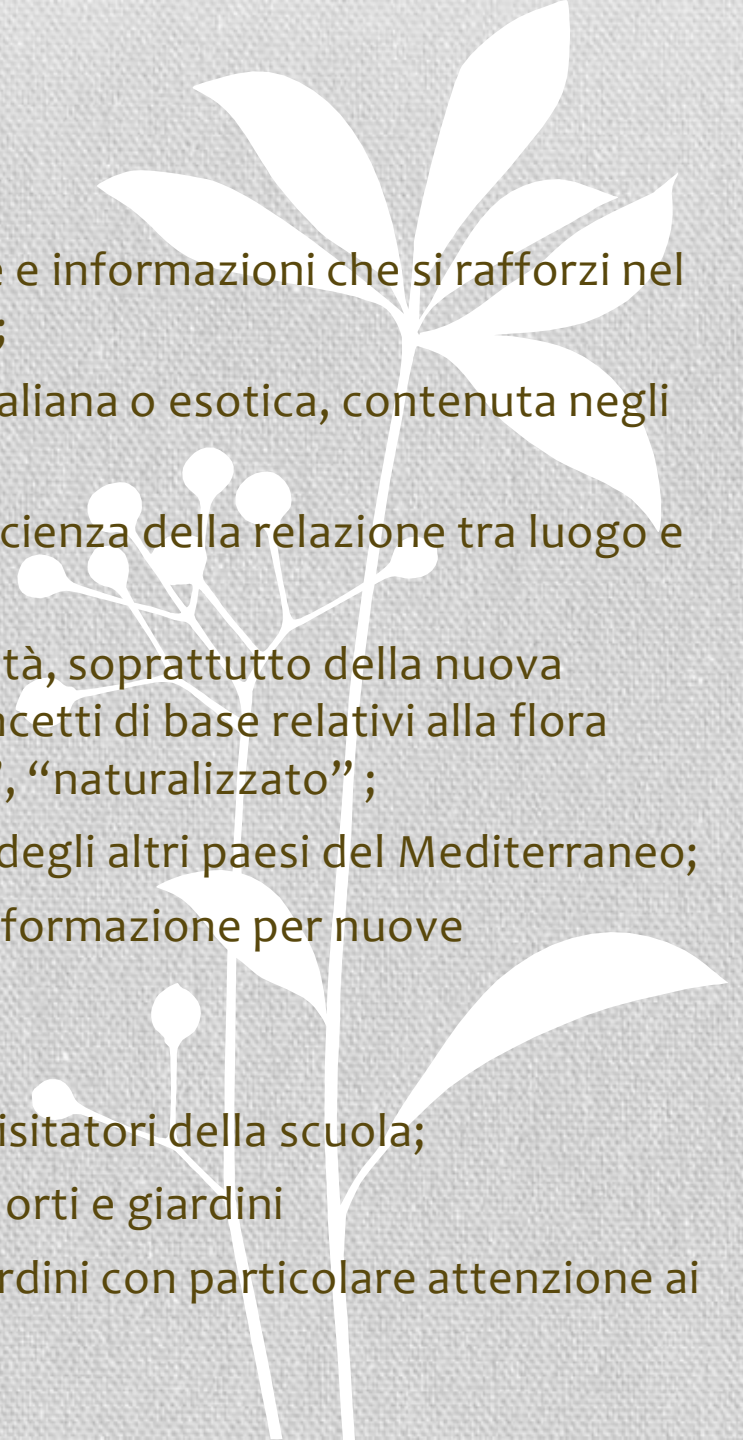 e informazioni che si rafforzi nel
;
aliana o esotica, contenuta negli
cienza della relazione tra luogo e
tà, soprattutto della nuova
ncetti di base relativi alla flora
”, “naturalizzato” ;
degli altri paesi del Mediterraneo;
formazione per nuove
isitatori della scuola;
orti e giardini
rdini con particolare attenzione ai